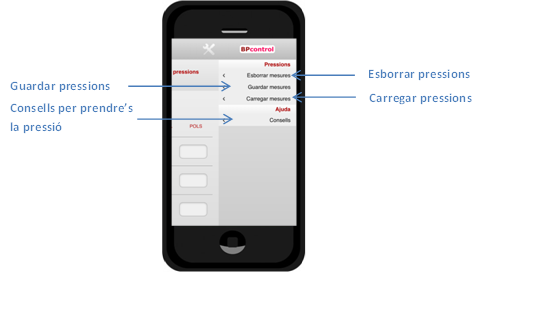 BPcontrol
Pressions
pressions
Esborrar mesures
Guardar mesures
Carregar mesures
Ajuda
Consells
POLS
Guardar pressions
Consells per prendre's
la pressió
Esborrar pressions
Carregar pressions